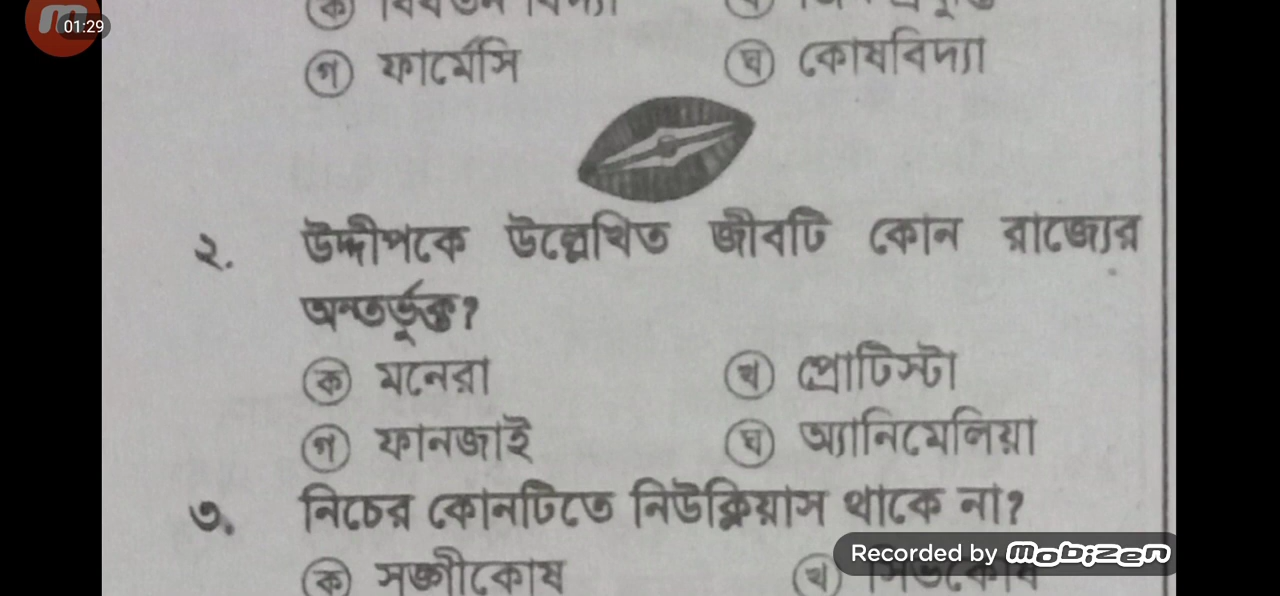 01:29
গ ফার্মেসি ঘ কোষবিদ্যা
২. উদ্দীপকে উল্লেখিত জীবটি কোন রাজ্যের
অন্তর্ভুক্ত?
ক মনেরা খ প্রোটিস্টা
গ ফানজাই ঘ অ্যানিমেলিয়া
৩. নিচের কোনটিতে নিউক্লিয়াস থাকে না?
Recorded by mobizen
ক সঙ্গীকোষ খ